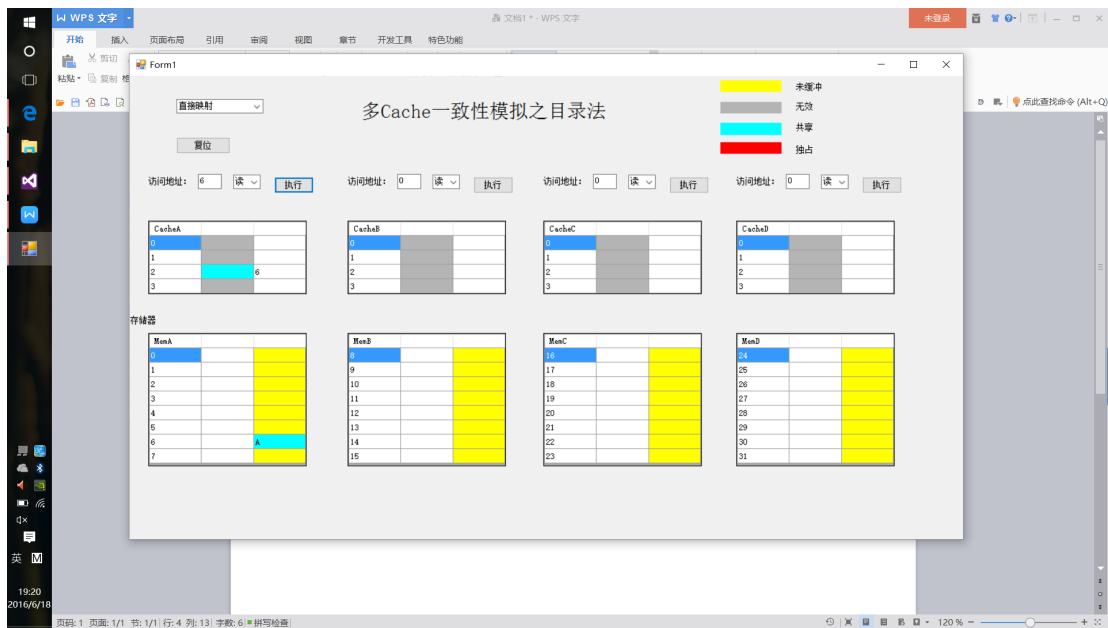 W WPS 文字
文档1 * - WPS 文字
未登录
开始 插入 页面布局 引用 审阅 视图 章节 开发工具 特色功能
剪切
粘贴 复制
点此查找命令 (Alt+Q)
Form1
未缓冲
无效
共享
独占
直接映射
多Cache一致性模拟之目录法
复位
访问地址: 6 读 执行
访问地址: 0 读 执行
访问地址: 0 读 执行
访问地址: 0 读 执行
CacheA
0
1
2 6
3
CacheB
0
1
2
3
CacheC
0
1
2
3
CacheD
0
1
2
3
存储器
MemA
0
1
2
3
4
5
6 A
7
MemB
8
9
10
11
12
13
14
15
MemC
16
17
18
19
20
21
22
23
MemD
24
25
26
27
28
29
30
31
英 M
19:20
2016/6/18
页码: 1 页面: 1/1 节: 1/1 行: 4 列: 13 字数: 6 拼写检查
120 %